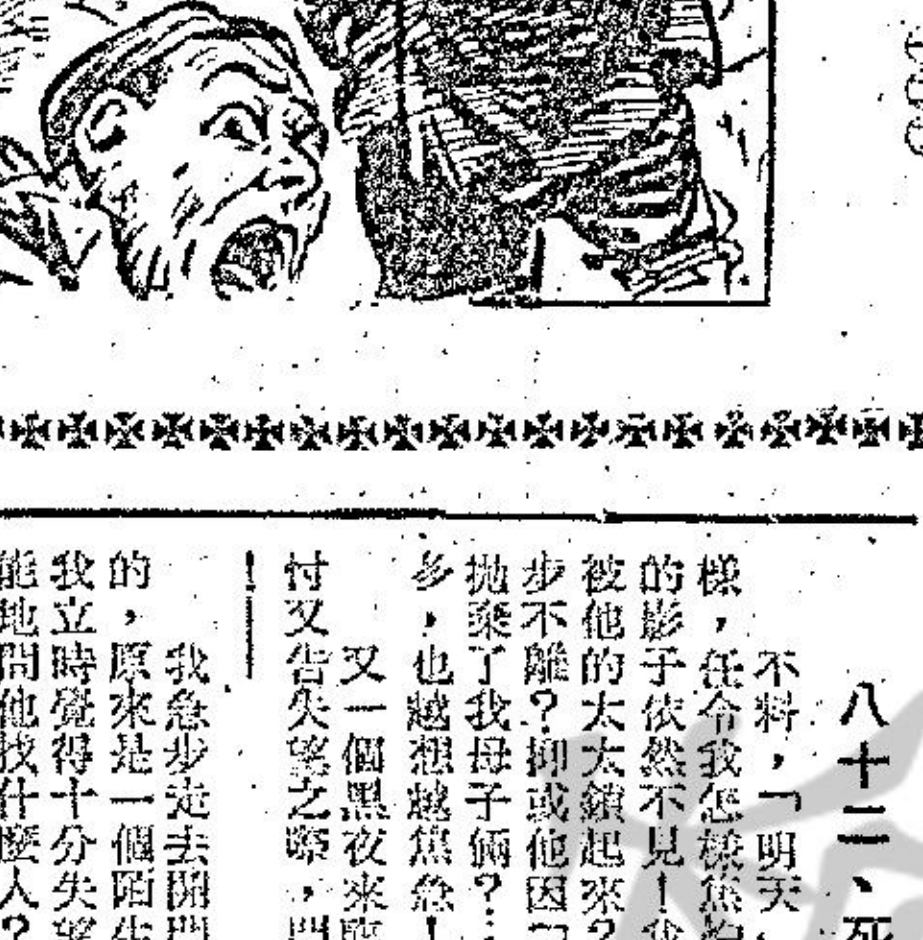 八十二、死
不料，「明天
樣，任令我怎樣焦
的影子依然不見！我
被他的太太鎖起來？
步不離？抑或他因
拋棄了我母子倆？⋯
多，也越想越焦急！
又一個黑夜來臨
忖又告失望之際，門
！
我急步走去開門
的，原來是一個陌生
我立時覺得十分失望
能地問他找什麼人？